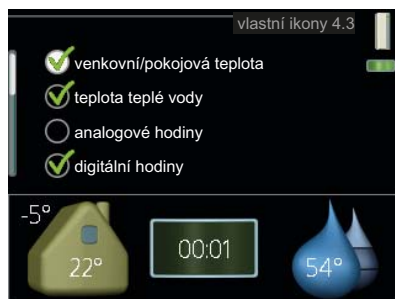 vlastní ikony 4.3
venkovní/pokojová teplota
teplota teplé vody
analogové hodiny
digitální hodiny
-5°
22°
00:01
54°